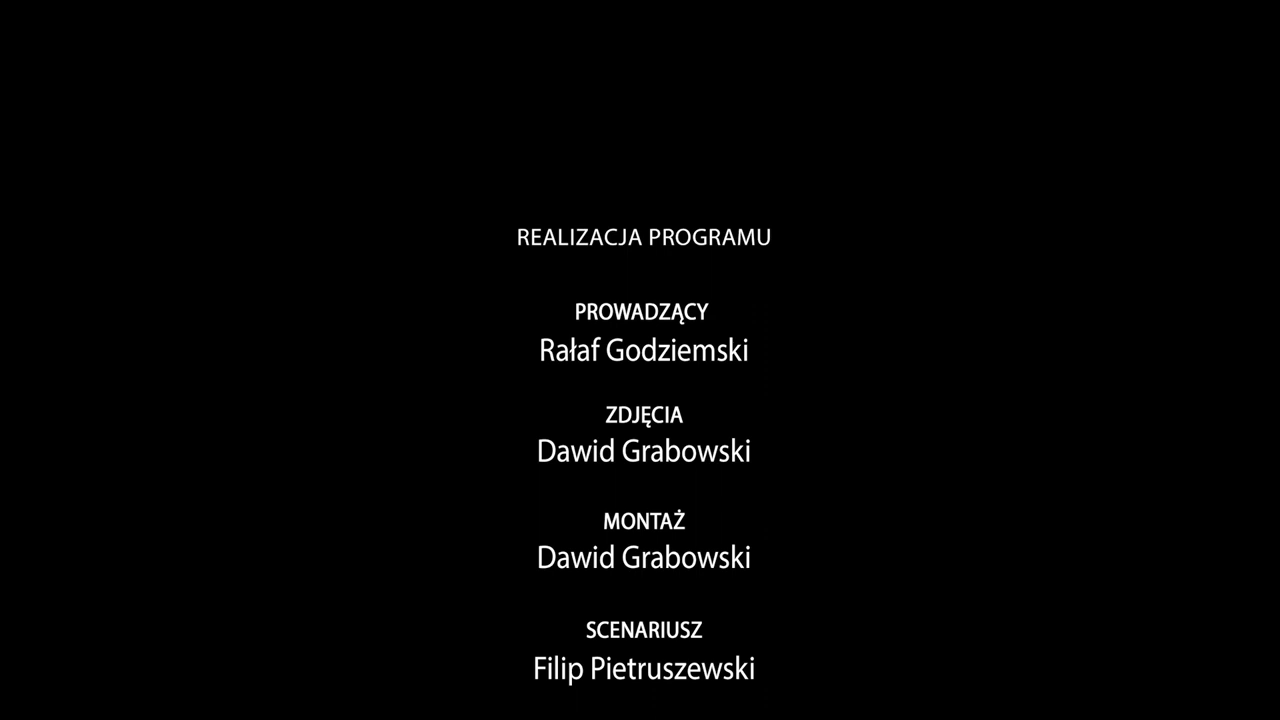 REALIZACJA PROGRAMU
PROWADZĄCY
Rałaf Godziemski
ZDJĘCIA
Dawid Grabowski
MONTAŻ
Dawid Grabowski
SCENARIUSZ
Filip Pietruszewski